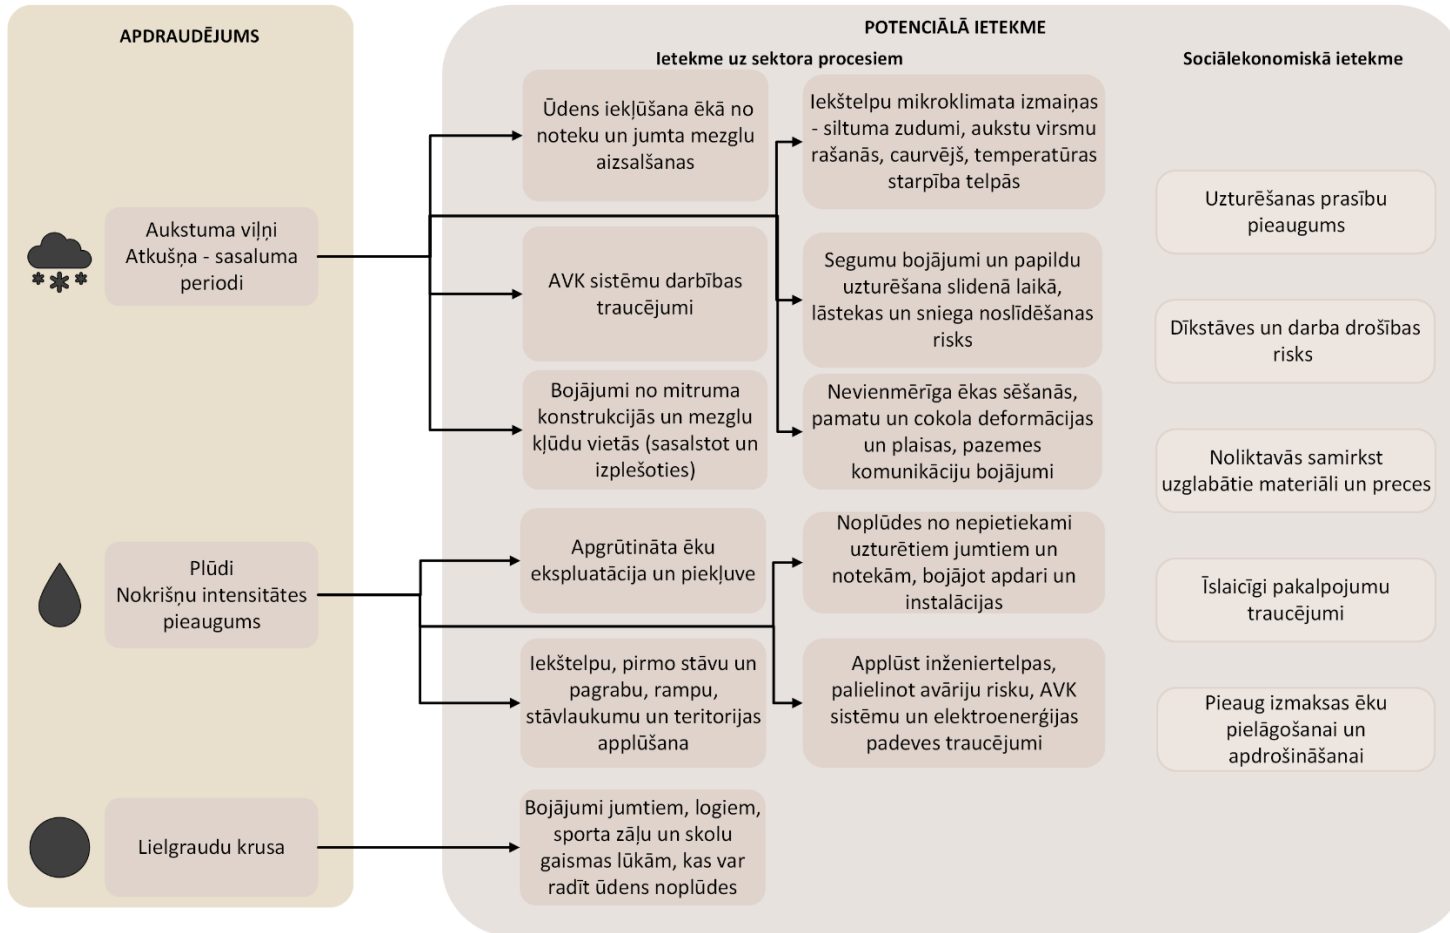 APDRAUDĒJUMS
POTENCIĀLĀ IETEKME
Ietekme uz sektora procesiem
Sociālekonomiskā ietekme
Aukstuma viļņi
Atkušņa - sasaluma
periodi
Ūdens iekļūšana ēkā no
noteku un jumta mezglu
aizsalšanas
Iekštelpu mikroklimata izmaiņas
- siltuma zudumi, aukstu virsmu
rašanās, caurvējš, temperatūras
starpība telpās
AVK sistēmu darbības
traucējumi
Segumu bojājumi un papildu
uzturēšana slidenā laikā,
lāstekas un sniega noslīdēšanas
risks
Bojājumi no mitruma
konstrukcijās un mezglu
kļūdu vietās (sasalstot un
izplešoties)
Nevienmērīga ēkas sēšanās,
pamatu un cokola deformācijas
un plaisas, pazemes
komunikāciju bojājumi
Plūdi
Nokrišņu intensitātes
pieaugums
Apgrūtināta ēku
ekspluatācija un piekļuve
Noplūdes no nepietiekami
uzturētiem jumtiem un
notekām, bojājot apdari un
instalācijas
Iekštelpu, pirmo stāvu un
pagrabu, rampu,
stāvlaukumu un teritorijas
applūšana
Applūst inženiertelpas,
palielinot avāriju risku, AVK
sistēmu un elektroenerģijas
padeves traucējumi
Lielgraudu krusa
Bojājumi jumtiem, logiem,
sporta zāļu un skolu
gaismas lūkām, kas var
radīt ūdens noplūdes
Uzturēšanas prasību
pieaugums
Dīkstāves un darba drošības
risks
Noliktavās samirkst
uzglabātie materiāli un preces
Īslaicīgi pakalpojumu
traucējumi
Pieaug izmaksas ēku
pielāgošanai un
apdrošināšanai